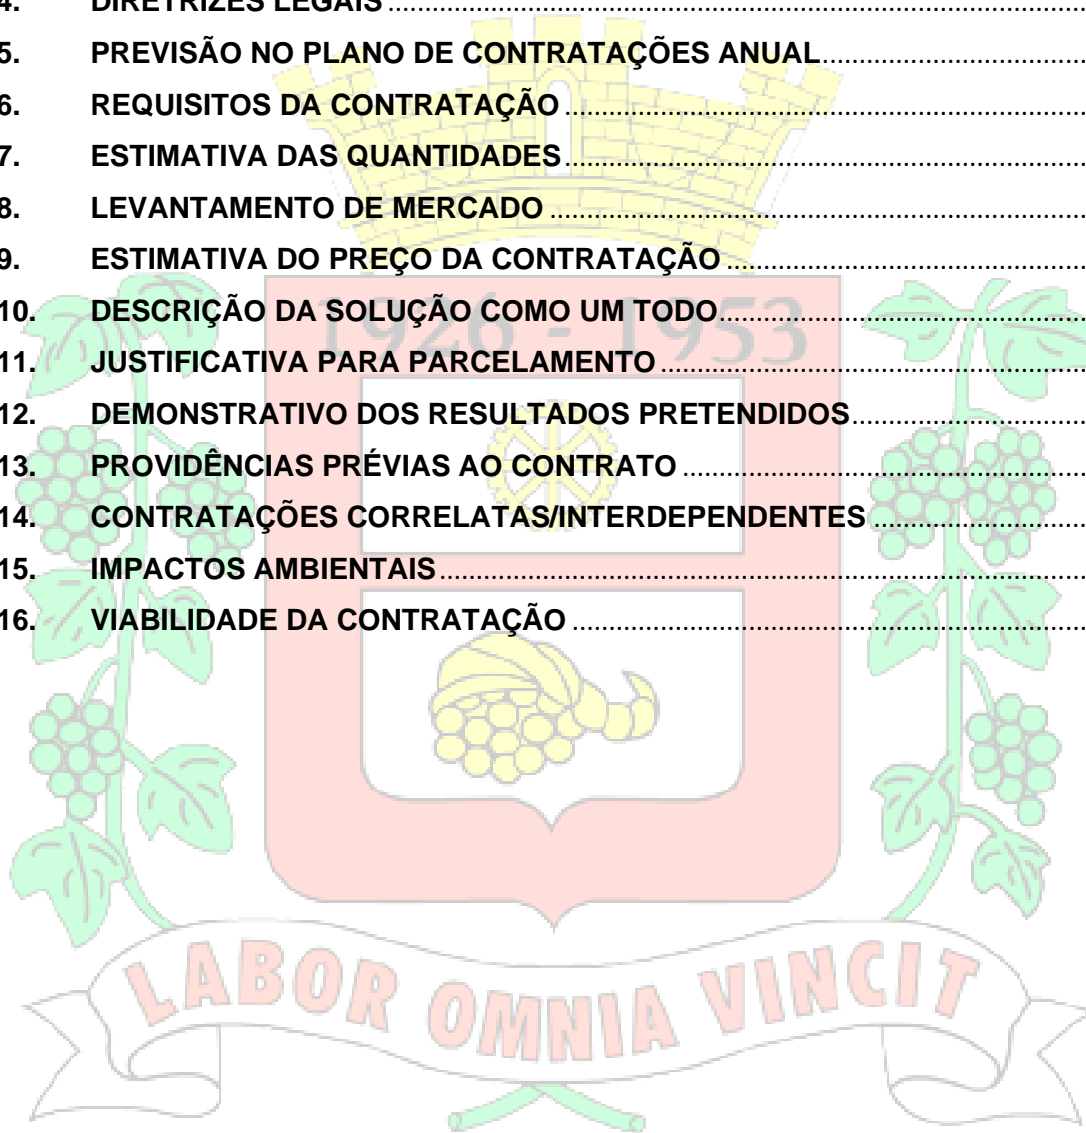 4. DIRETRIZES LEGAIS
5. PREVISÃO NO PLANO DE CONTRATAÇÕES ANUAL
6. REQUISITOS DA CONTRATAÇÃO
7. ESTIMATIVA DAS QUANTIDADES
8. LEVANTAMENTO DE MERCADO
9. ESTIMATIVA DO PREÇO DA CONTRATAÇÃO
10. DESCRIÇÃO DA SOLUÇÃO COMO UM TODO
1926 - 1953
11. JUSTIFICATIVA PARA PARCELAMENTO
12. DEMONSTRATIVO DOS RESULTADOS PRETENDIDOS
13. PROVIDÊNCIAS PRÉVIAS AO CONTRATO
14. CONTRATAÇÕES CORRELATAS/INTERDEPENDENTES
15. IMPACTOS AMBIENTAIS
16. VIABILIDADE DA CONTRATAÇÃO
LABOR OMNIA VINCIT